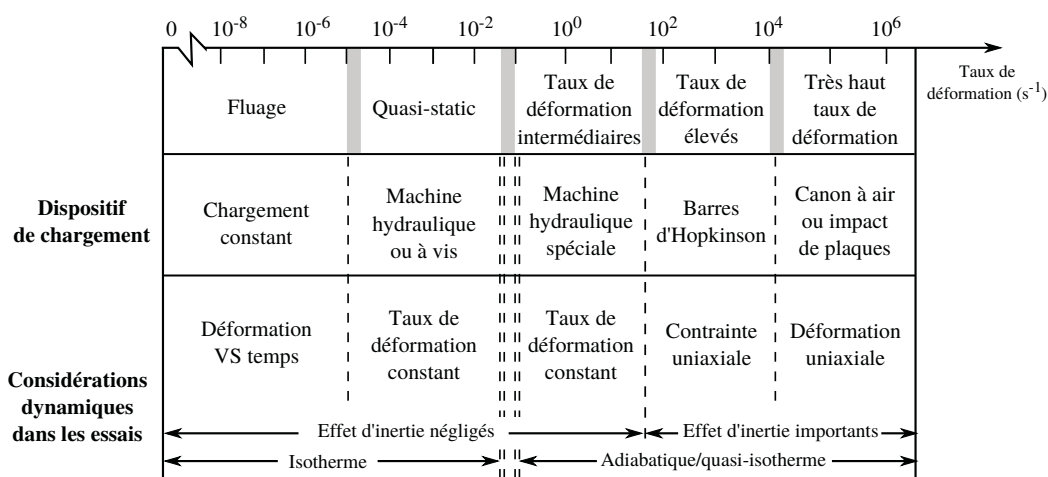 0 10-8 10-6 10-4 10-2 100 102 104 106
Taux de
déformation (s-1)
Fluage
Quasi-static
Taux de
déformation
intermédiaires
Taux de
déformation
élevés
Très haut
taux de
déformation
Dispositif
de chargement
Chargement
constant
Machine
hydraulique
ou à vis
Machine
hydraulique
spéciale
Barres
d'Hopkinson
Canon à air
ou impact
de plaques
Considérations
dynamiques
dans les essais
Déformation
VS temps
Taux de
déformation
constant
Taux de
déformation
constant
Contrainte
uniaxiale
Déformation
uniaxiale
Effet d'inertie négligés
Effet d'inertie importants
Isotherme
Adiabatique/quasi-isotherme